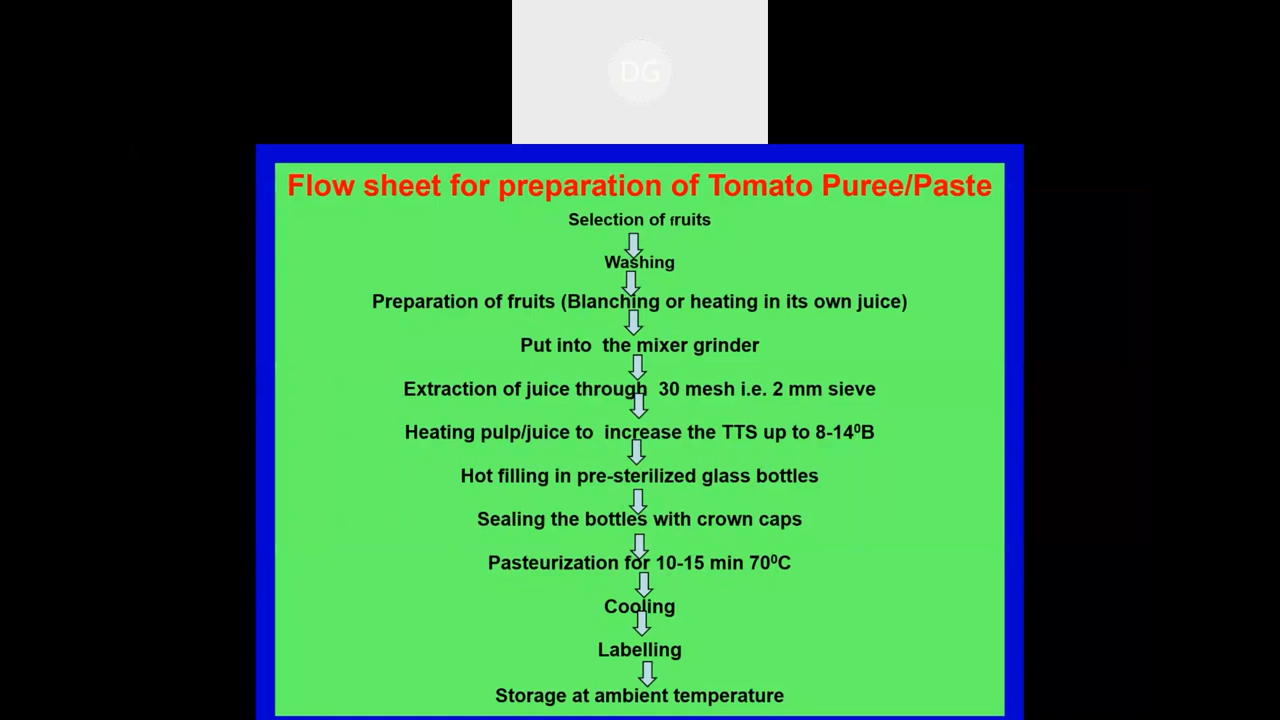 DG
Flow sheet for preparation of Tomato Puree/Paste
Selection of fruits
Washing
Preparation of fruits (Blanching or heating in its own juice)
Put into the mixer grinder
Extraction of juice through 30 mesh i.e. 2 mm sieve
Heating pulp/juice to increase the TTS up to 8-14⁰B
Hot filling in pre-sterilized glass bottles
Sealing the bottles with crown caps
Pasteurization for 10-15 min 70⁰C
Cooling
Labelling
Storage at ambient temperature